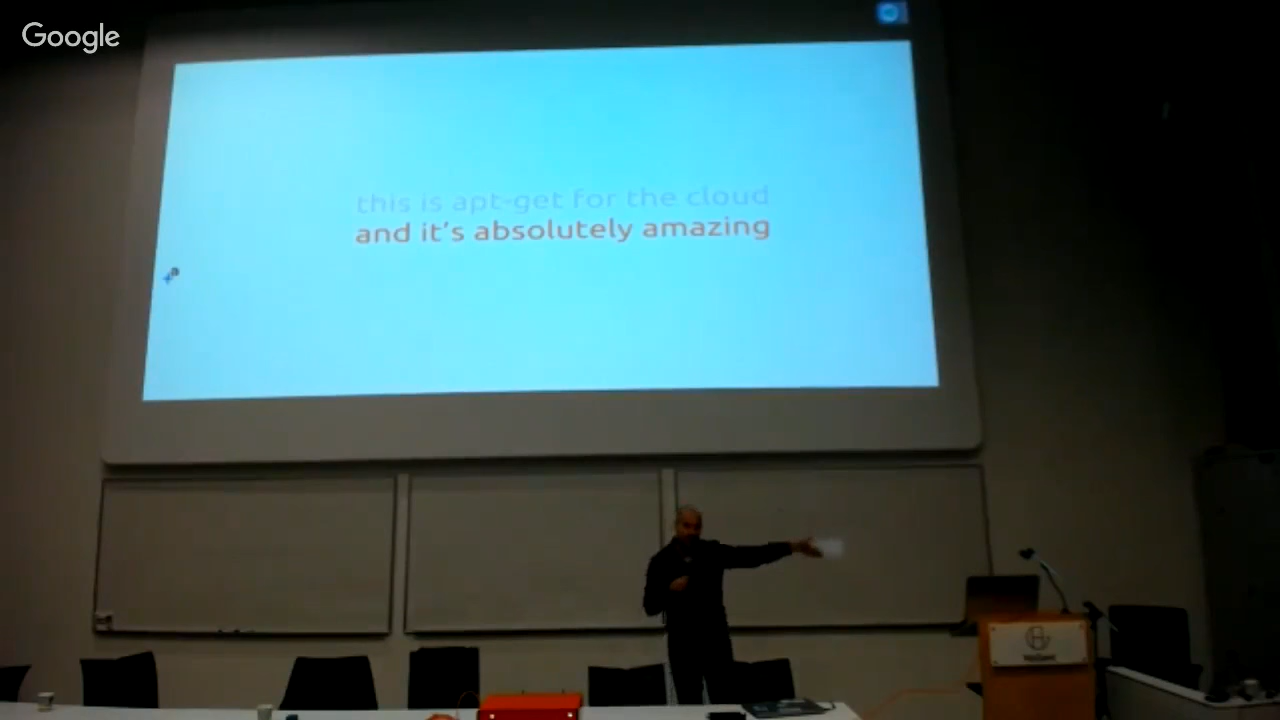 Google
this is apt-get for the cloud
and it's absolutely amazing